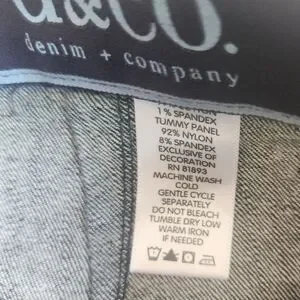 &CO.
denim + company
1% SPANDEX
TUMMY PANEL
92% NYLON
8% SPANDEX
EXCLUSIVE OF
DECORATION
RN 81893
MACHINE WASH
COLD
GENTLE CYCLE
SEPARATELY
DO NOT BLEACH
TUMBLE DRY LOW
WARM IRON
IF NEEDED